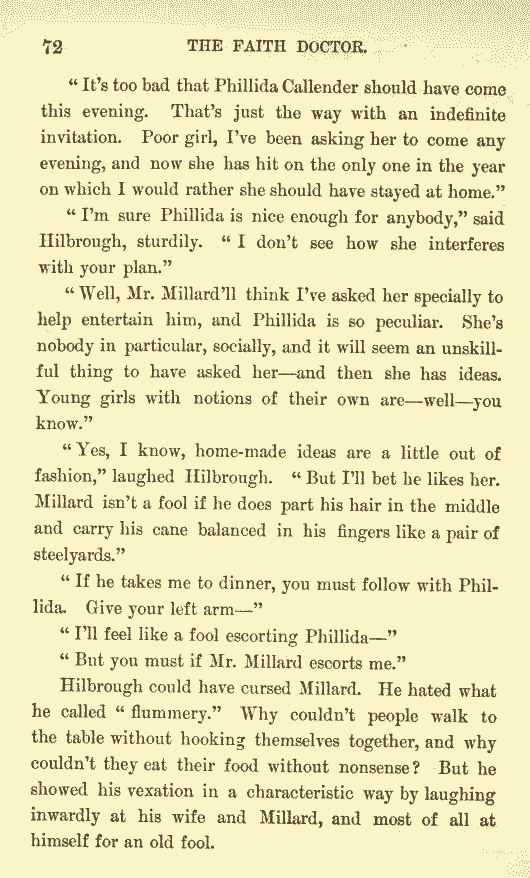 72 THE FAITH DOCTOR.
“ It’s too bad that Phillida Callender should have come
this evening. That’s just the way with an indefinite
invitation. Poor girl, I’ve been asking her to come any
evening, and now she has hit on the only one in the year
on which I would rather she should have stayed at home.”
“ I’m sure Phillida is nice enough for anybody,” said
Hilbrough, sturdily. “ I don’t see how she interferes
with your plan.”
“ Well, Mr. Millard’ll think I’ve asked her specially to
help entertain him, and Phillida is so peculiar. She’s
nobody in particular, socially, and it will seem an unskill-
ful thing to have asked her—and then she has ideas.
Young girls with notions of their own are—well—you
know.”
“ Yes, I know, home-made ideas are a little out of
fashion,” laughed Hilbrough. “ But I’ll bet he likes her.
Millard isn’t a fool if he does part his hair in the middle
and carry his cane balanced in his fingers like a pair of
steelyards.”
“ If he takes me to dinner, you must follow with Phil-
lida. Give your left arm—”
“ I’ll feel like a fool escorting Phillida—”
“ But you must if Mr. Millard escorts me.”
Hilbrough could have cursed Millard. He hated what
he called “ flummery.” Why couldn’t people walk to
the table without hooking themselves together, and why
couldn’t they eat their food without nonsense? But he
showed his vexation in a characteristic way by laughing
inwardly at his wife and Millard, and most of all at
himself for an old fool.